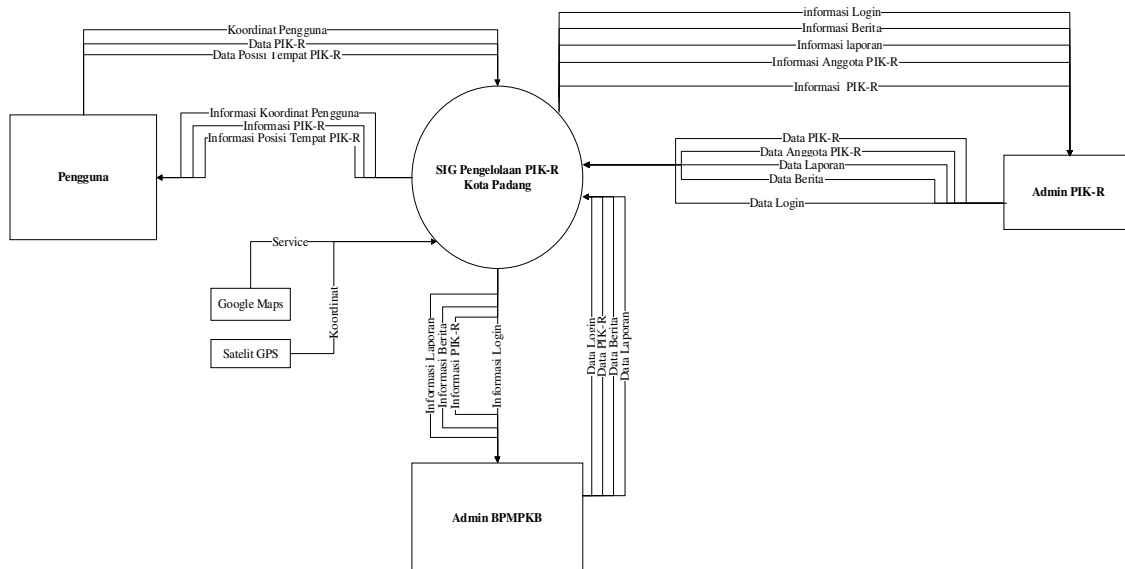 Koordinat Pengguna
Data PIK-R
Data Posisi Tempat PIK-R
informasi Login
Informasi Berita
Informasi laporan
Informasi Anggota PIK-R
Informasi PIK-R
Informasi Koordinat Pengguna
Informasi PIK-R
Informasi Posisi Tempat PIK-R
Pengguna
SIG Pengelolaan PIK-R
Kota Padang
Data PIK-R
Data Anggota PIK-R
Data Laporan
Data Berita
Data Login
Admin PIK-R
Service
Google Maps
Koordinat
Satelit GPS
Informasi Laporan
Informasi Berita
Informasi PIK-R
Informasi Login
Data Login
Data PIK-R
Data Berita
Data Laporan
Admin BPMPKB